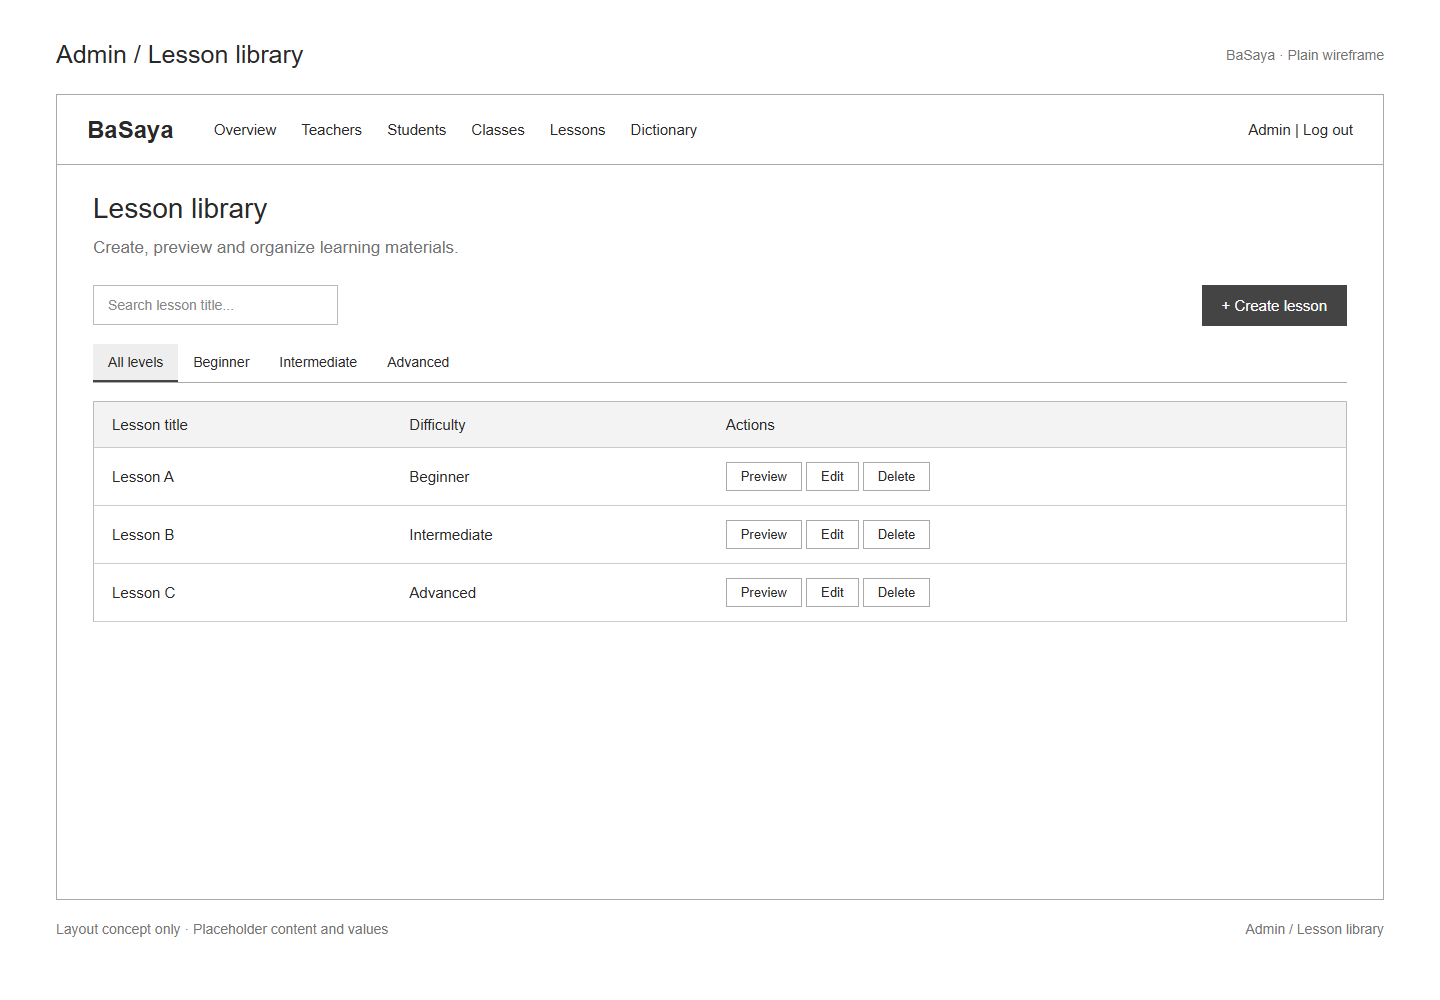 Admin / Lesson library
BaSaya · Plain wireframe
BaSaya Overview Teachers Students Classes Lessons Dictionary Admin | Log out
Lesson library
Create, preview and organize learning materials.
Search lesson title...
+ Create lesson
All levels Beginner Intermediate Advanced
Lesson title Difficulty Actions
Lesson A Beginner Preview Edit Delete
Lesson B Intermediate Preview Edit Delete
Lesson C Advanced Preview Edit Delete
Layout concept only · Placeholder content and values
Admin / Lesson library